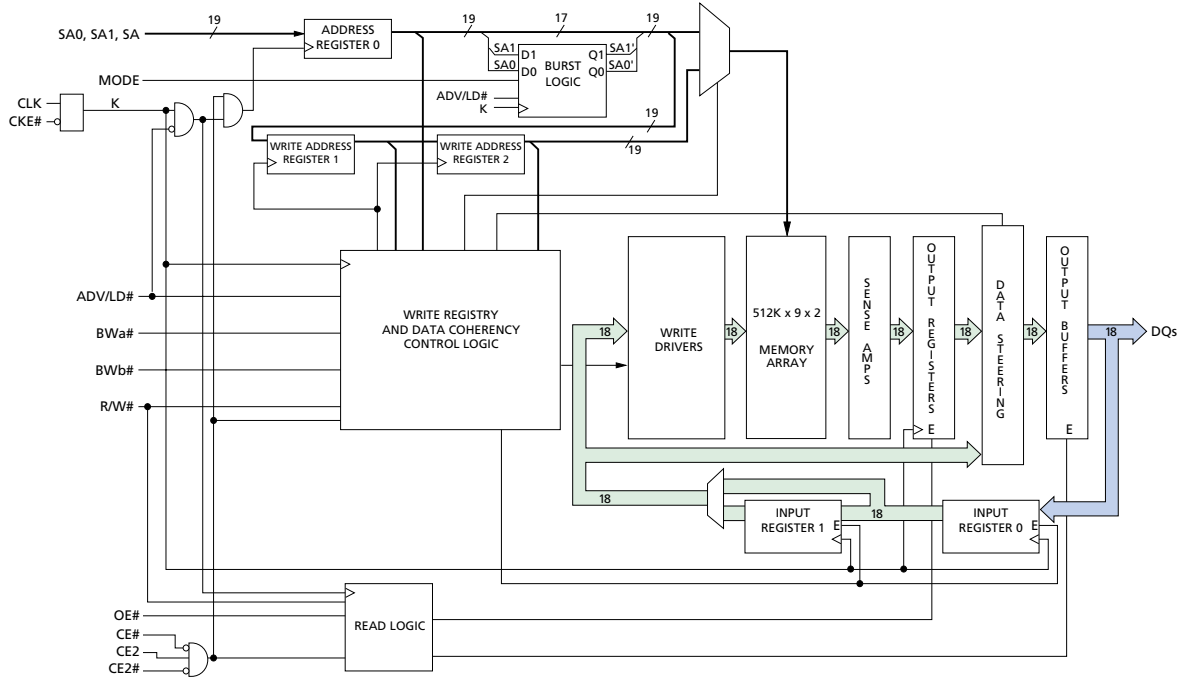 19
SA0, SA1, SA
ADDRESS
REGISTER 0
19
17
19
SA1
D1
Q1
SA1'
SA0
D0
BURST
LOGIC
Q0
SA0'
MODE
ADV/LD#
K
CLK
CKE#
K
19
19
WRITE ADDRESS
REGISTER 1
WRITE ADDRESS
REGISTER 2
ADV/LD#
BWa#
BWb#
R/W#
WRITE REGISTRY
AND DATA COHERENCY
CONTROL LOGIC
18
WRITE
DRIVERS
18
512K x 9 x 2
MEMORY
ARRAY
18
SENSE AMPS
18
OUTPUT REGISTERS
E
18
DATA STEERING
18
OUTPUT BUFFERS
E
18
DQs
18
INPUT
REGISTER 1
E
18
INPUT
REGISTER 0
E
OE#
CE#
CE2
CE2#
READ LOGIC